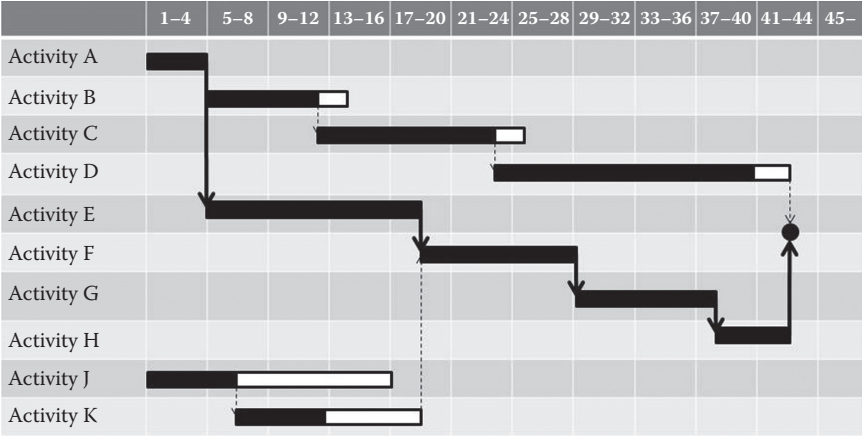 1–4 5–8 9–12 13–16 17–20 21–24 25–28 29–32 33–36 37–40 41–44 45–
Activity A
Activity B
Activity C
Activity D
Activity E
Activity F
Activity G
Activity H
Activity J
Activity K